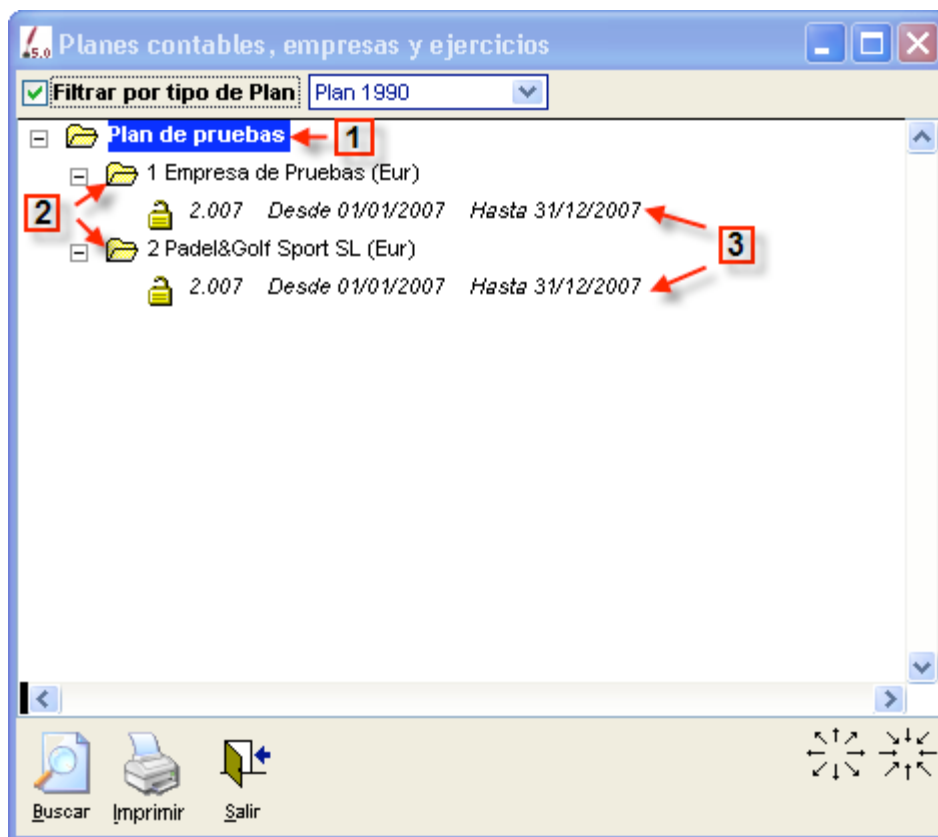 5.0 Planes contables, empresas y ejercicios
Filtrar por tipo de Plan Plan 1990
Plan de pruebas 1
1 Empresa de Pruebas (Eur)
2
2.007 Desde 01/01/2007 Hasta 31/12/2007
3
2 Padel&Golf Sport SL (Eur)
2.007 Desde 01/01/2007 Hasta 31/12/2007
Buscar Imprimir Salir